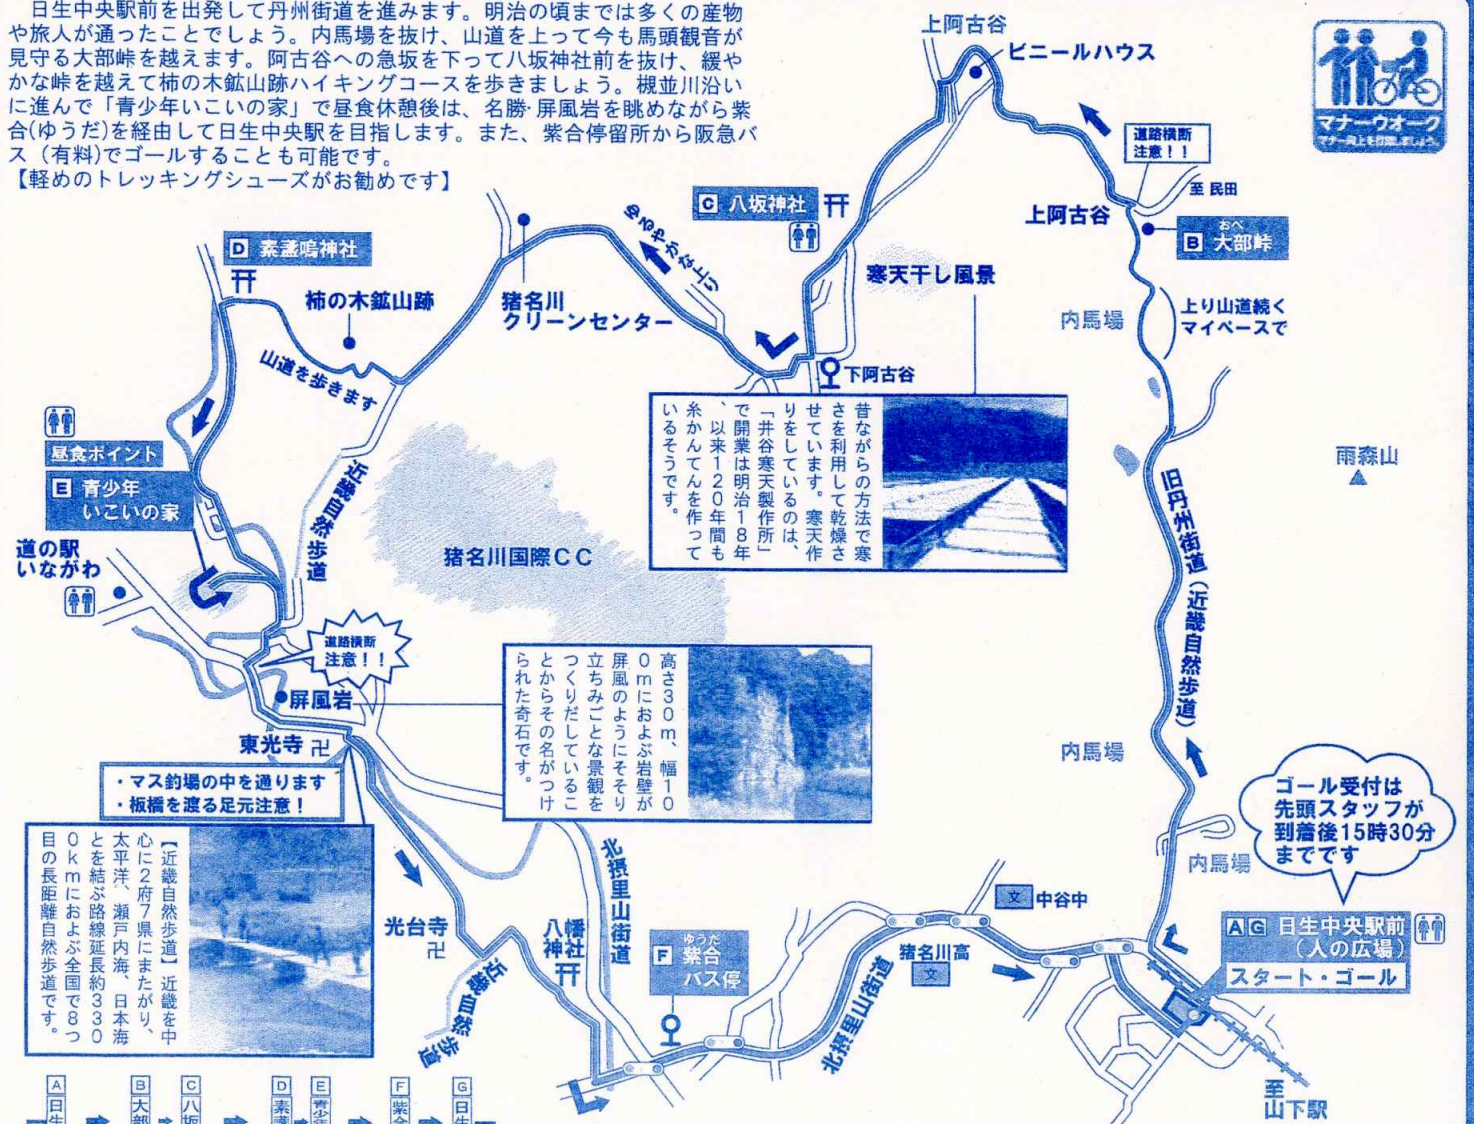 日生中央駅前を出発して丹州街道を進みます。明治の頃までは多くの産物
や旅人が通ったことでしょう。内馬場を抜け、山道を上って今も馬頭観音が
見守る大部峠を越えます。阿古谷への急坂を下って八坂神社前を抜け、緩や
かな峠を越えて柿の木鉱山跡ハイキングコースを歩きましょう。槻並川沿い
に進んで「青少年いこいの家」で昼食休憩後は、名勝・屏風岩を眺めながら紫
合(ゆうだ)を経由して日生中央駅を目指します。また、紫合停留所から阪急バ
ス（有料)でゴールすることも可能です。
【軽めのトレッキングシューズがお勧めです】
上阿古谷
ビニールハウス
マナーウオーク
道路横断
注意！！
至 民田
上阿古谷
おべ
B 大部峠
C 八坂神社
ゆるやかな上り
D 素盞嗚神社
柿の木鉱山跡
猪名川
クリーンセンター
寒天干し風景
内馬場
上り山道続く
マイペースで
山道を歩きます
下阿古谷
昔ながらの方法で寒
さを利用して乾燥さ
せています。寒天作
りをしているのは、
「井谷寒天製作所」
で開業は明治18年
、以来120年間も
糸かんてんを作って
いるそうです。
昼食ポイント
E 青少年
いこいの家
近畿自然歩道
雨森山
旧丹州街道（近畿自然歩道）
道の駅
いながわ
猪名川国際CC
道路横断
注意！！
屏風岩
高さ30m、幅10
0mにおよぶ岩壁が
屏風のようにそそり
立ちみごとな景観を
つくりだしているこ
とからその名がつけ
られた奇石です。
東光寺 卍
・マス釣場の中を通ります
・板橋を渡る足元注意！
内馬場
ゴール受付は
先頭スタッフが
到着後15時30分
までです
【近畿自然歩道】近畿を中
心に2府7県にまたがり、
太平洋、瀬戸内海、日本海
とを結ぶ路線延長約330
0kmにおよぶ全国で8つ
目の長距離自然歩道です。
北摂里山街道
内馬場
文 中谷中
光台寺
卍
八幡
神社
ゆうだ
F 紫合
バス停
猪名川高
文
A G 日生中央駅前
（人の広場）
スタート・ゴール
近畿自然歩道
北摂里山街道
至
山下駅
A 日生
B 大部
C 八坂
D 素盞
E 青少年
F 紫合
G 日生